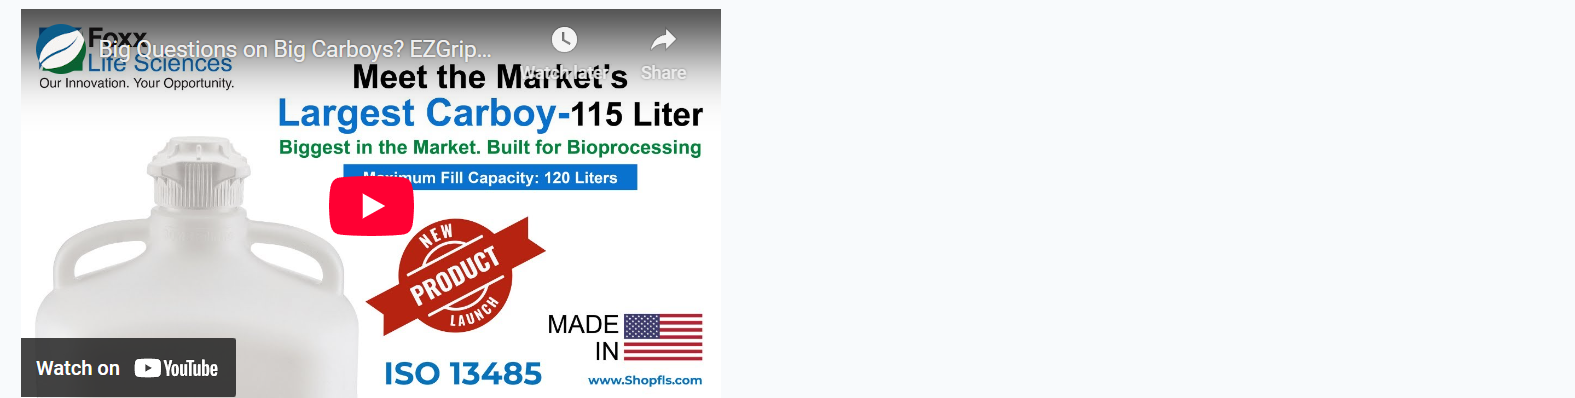 Foxx
Life Sciences
Our Innovation. Your Opportunity.
Big Questions on Big Carboys? EZGrip...
Watch later
Share
Meet the Market's
Largest Carboy-115 Liter
Biggest in the Market. Built for Bioprocessing
Maximum Fill Capacity: 120 Liters
NEW
PRODUCT
LAUNCH
MADE
IN
ISO 13485
www.Shopfls.com
Watch on YouTube